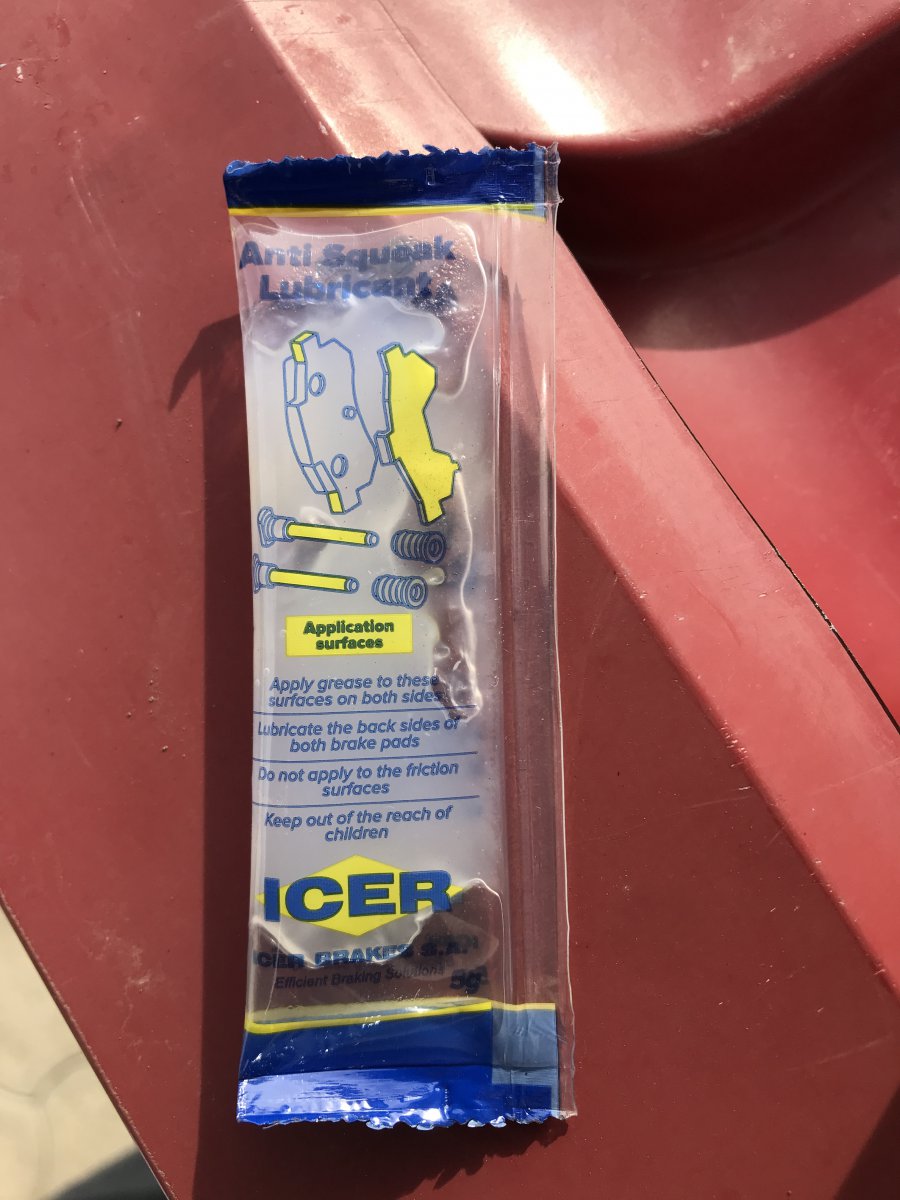 Anti Squeak
Lubricant
Application
surfaces
Apply grease to these
surfaces on both sides
Lubricate the back sides of
both brake pads
Do not apply to the friction
surfaces
Keep out of the reach of
children
ICER
ICER BRAKES S.A.
Efficient Braking Solutions
5g